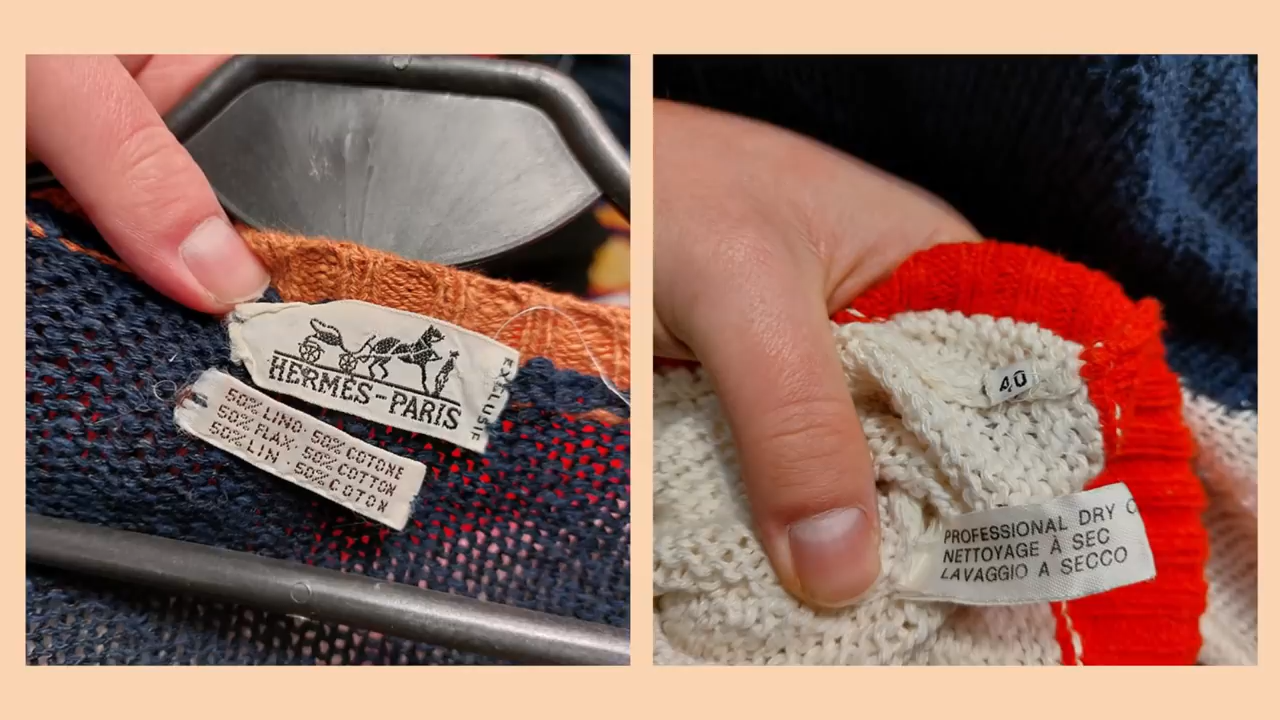 HERMÈS-PARIS
EXCLUSIF
50% LINO· 50% COTONE
50% FLAX· 50% COTTON
50% LIN · 50% COTON
40
PROFESSIONAL DRY
NETTOYAGE À SEC
LAVAGGIO A SECCO